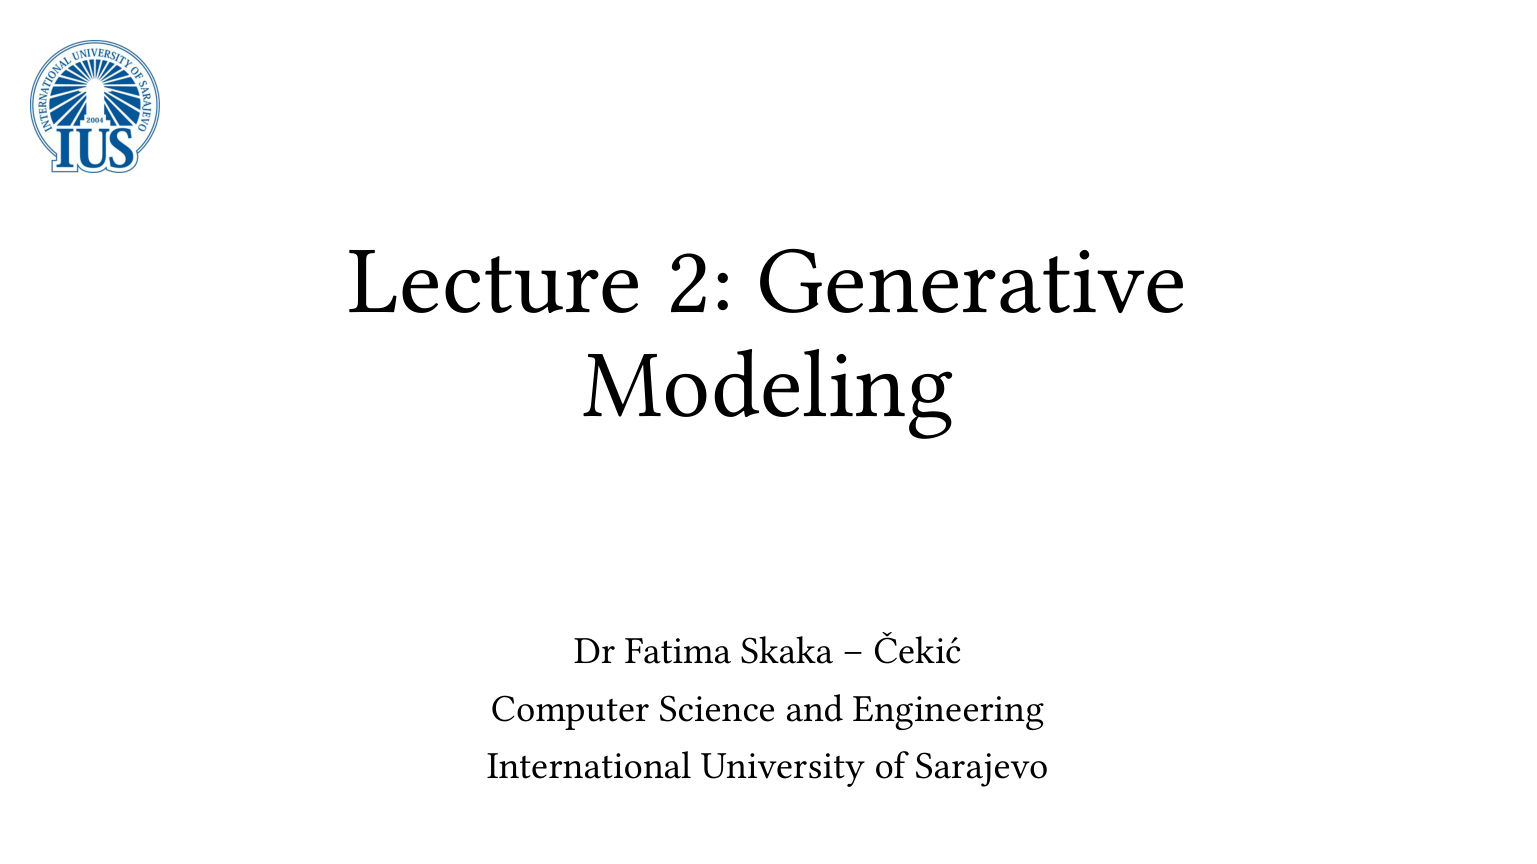 INTERNATIONAL UNIVERSITY OF SARAJEVO
2004
IUS
Lecture 2: Generative
Modeling
Dr Fatima Skaka – Čekić
Computer Science and Engineering
International University of Sarajevo